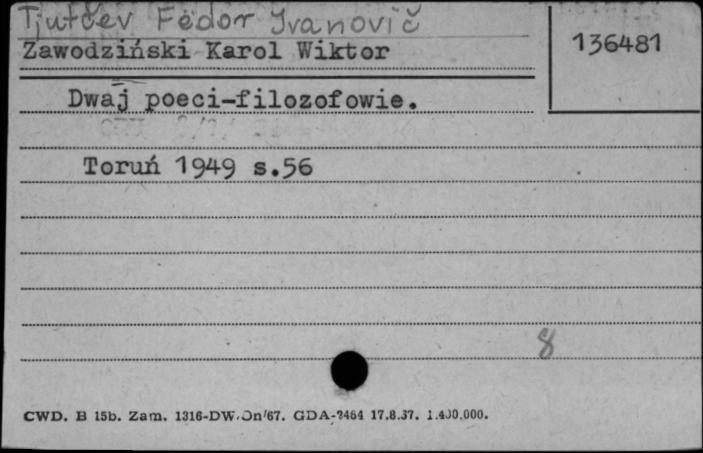 Tjutčev Fëdor Ivanovič
136481
Zawodziński Karol Wiktor
Dwaj poeci-filozofowie.
Toruń 1949 s.56
8
CWD. B 15b. Zam. 1316-DW.On/67. GDA-2464 17.8.67. 1.400.000.